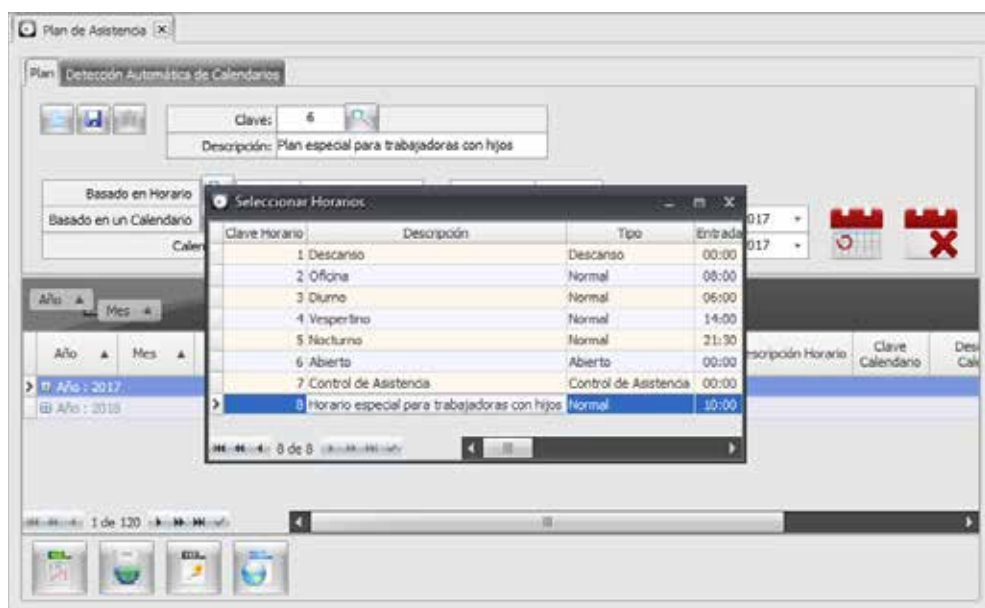 Plan de Asistencia
Plan Detección Automática de Calendarios
Clave: 6
Descripción: Plan especial para trabajadoras con hijos
Basado en Horario
Basado en un Calendario
Calen
017
017
Seleccionar Horarios
Clave Horario Descripción Tipo Entrada
1 Descanso Descanso 00:00
2 Oficina Normal 08:00
3 Diurno Normal 06:00
4 Vespertino Normal 14:00
5 Nocturno Normal 21:30
6 Abierto Abierto 00:00
7 Control de Asistencia Control de Asistencia 00:00
8 Horario especial para trabajadoras con hijos Normal 10:00
8 de 8
Año
Mes
Año Mes scripción Horario Clave Calendario Desc Cale
Año : 2017
Año : 2018
1 de 120